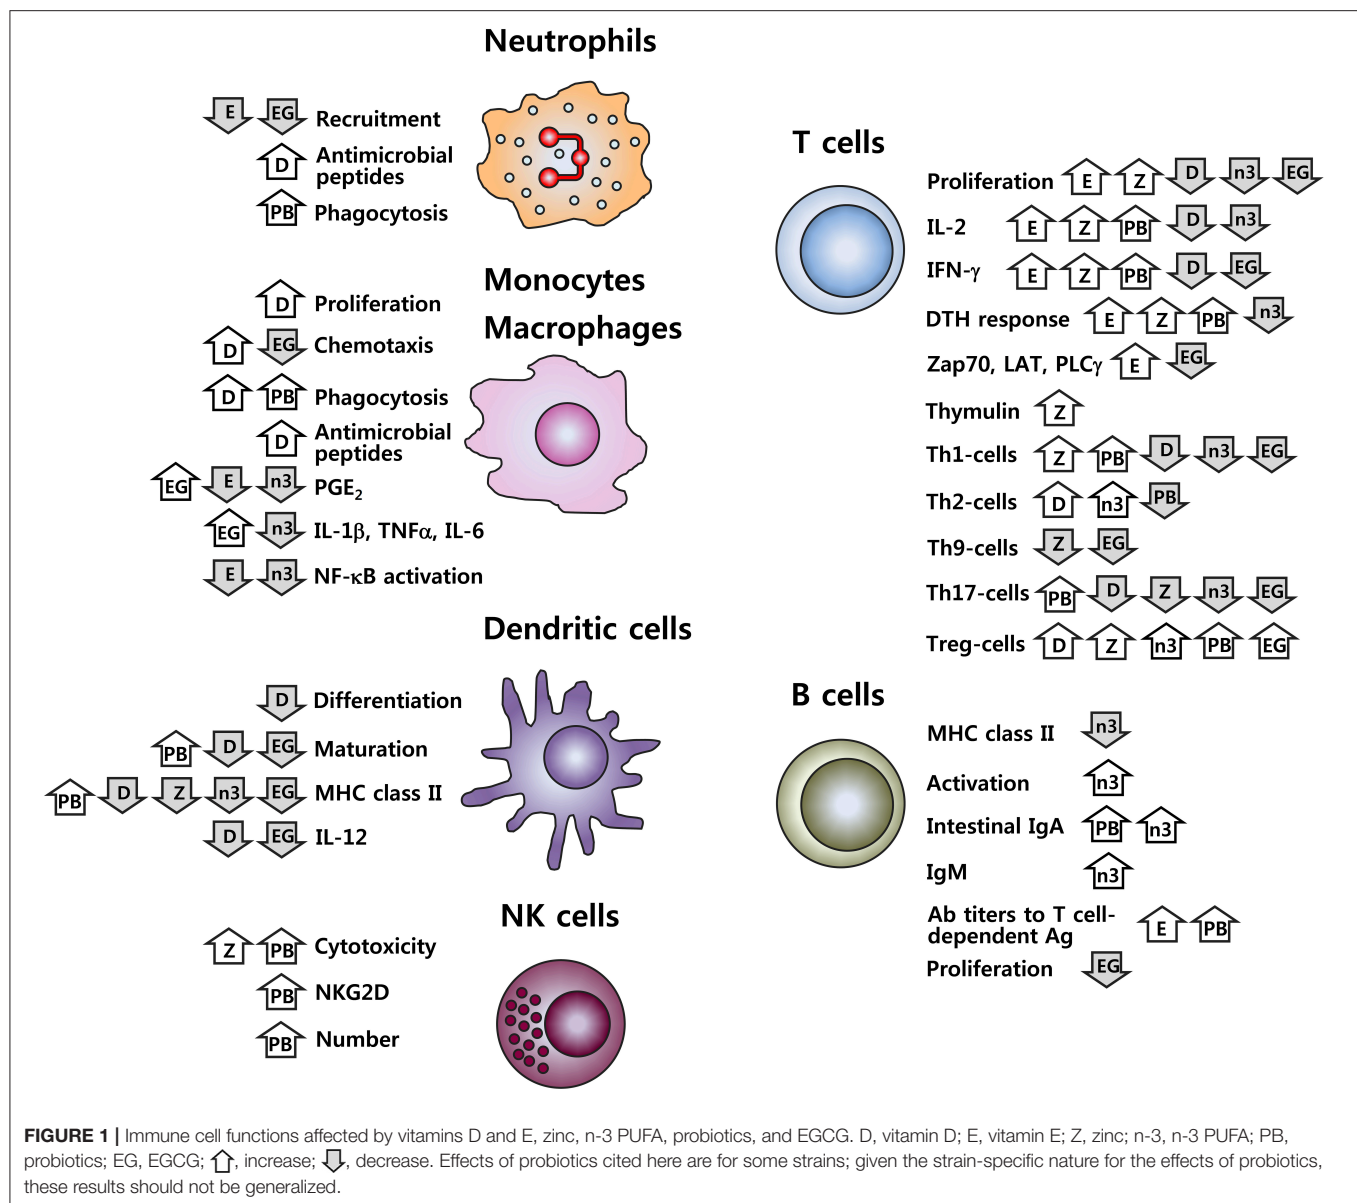 Neutrophils
E EG Recruitment
D Antimicrobial
peptides
PB Phagocytosis
Monocytes
Macrophages
D Proliferation
D EG Chemotaxis
D PB Phagocytosis
D Antimicrobial
peptides
EG E n3 PGE2
EG n3 IL-1β, TNFα, IL-6
E n3 NF-κB activation
Dendritic cells
D Differentiation
PB D EG Maturation
PB D Z n3 EG MHC class II
D EG IL-12
NK cells
Z PB Cytotoxicity
PB NKG2D
PB Number
T cells
Proliferation E Z D n3 EG
IL-2 E Z PB D n3
IFN-γ E Z PB D EG
DTH response E Z PB n3
Zap70, LAT, PLCγ E EG
Thymulin Z
Th1-cells Z PB D n3 EG
Th2-cells D n3 PB
Th9-cells Z EG
Th17-cells PB D Z n3 EG
Treg-cells D Z n3 PB EG
B cells
MHC class II n3
Activation n3
Intestinal IgA PB n3
IgM n3
Ab titers to T cell-
dependent Ag E PB
Proliferation EG
FIGURE 1 | Immune cell functions affected by vitamins D and E, zinc, n-3 PUFA, probiotics, and EGCG. D, vitamin D; E, vitamin E; Z, zinc; n-3, n-3 PUFA; PB,
probiotics; EG, EGCG; ⇧, increase; ⇩, decrease. Effects of probiotics cited here are for some strains; given the strain-specific nature for the effects of probiotics,
these results should not be generalized.